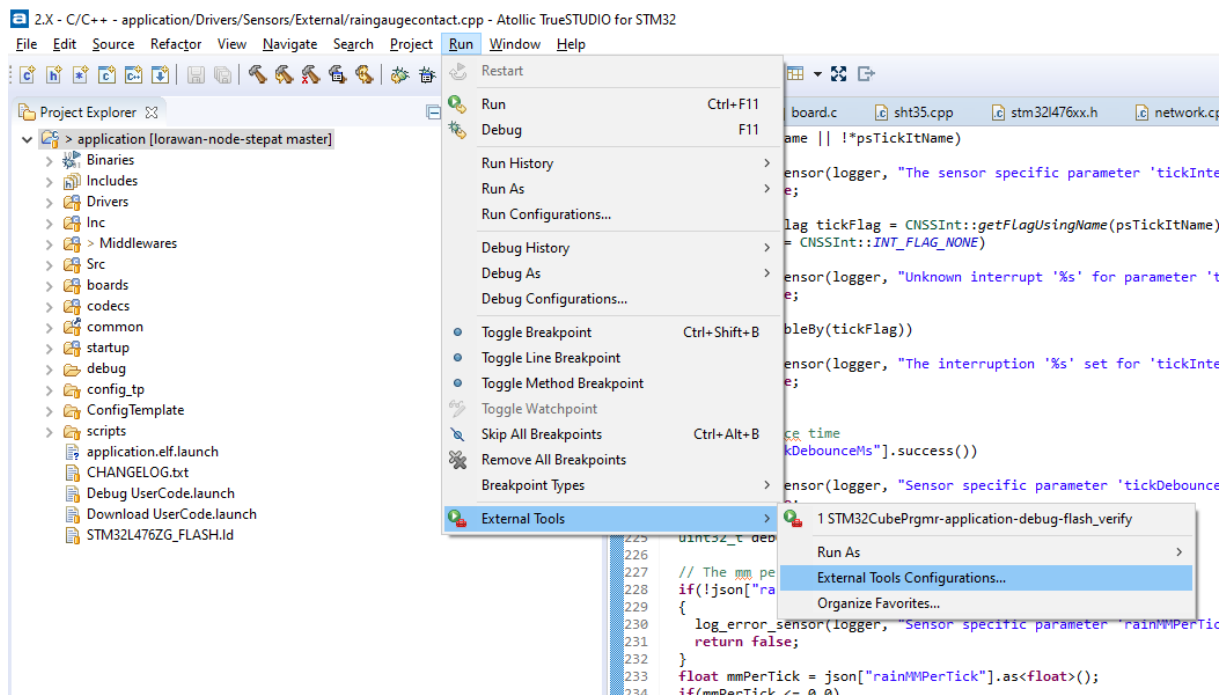 2.X - C/C++ - application/Drivers/Sensors/External/raingaugecontact.cpp - Atollic TrueSTUDIO for STM32
File Edit Source Refactor View Navigate Search Project Run Window Help
Project Explorer
> application [lorawan-node-stepat master]
Binaries
Includes
Drivers
Inc
> Middlewares
Src
boards
codecs
common
startup
debug
config_tp
ConfigTemplate
scripts
application.elf.launch
CHANGELOG.txt
Debug UserCode.launch
Download UserCode.launch
STM32L476ZG_FLASH.ld
Restart
Run Ctrl+F11
Debug F11
Run History
Run As
Run Configurations...
Debug History
Debug As
Debug Configurations...
Toggle Breakpoint Ctrl+Shift+B
Toggle Line Breakpoint
Toggle Method Breakpoint
Toggle Watchpoint
Skip All Breakpoints Ctrl+Alt+B
Remove All Breakpoints
Breakpoint Types
External Tools
1 STM32CubePrgmr-application-debug-flash_verify
Run As
External Tools Configurations...
Organize Favorites...
board.c sht35.cpp stm32l476xx.h network.cp
ame || !*psTickItName)
ensor(logger, "The sensor specific parameter 'tickInte
e;
lag tickFlag = CNSSInt::getFlagUsingName(psTickItName)
= CNSSInt::INT_FLAG_NONE)
ensor(logger, "Unknown interrupt '%s' for parameter 't
e;
bleBy(tickFlag))
ensor(logger, "The interruption '%s' set for 'tickInte
e;
ce time
kDebounceMs"].success())
ensor(logger, "Sensor specific parameter 'tickDebounce
225 uint32_t deb
226
227 // The mm pe
228 if(!json["ra
229 {
230 log_error_sensor(logger, "Sensor specific parameter 'rainMMPerTic
231 return false;
232 }
233 float mmPerTick = json["rainMMPerTick"].as<float>();
234 if(mmPerTick <= 0.0)